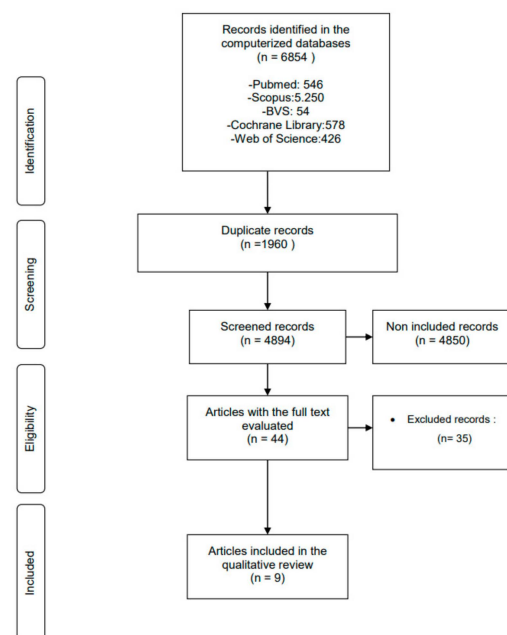 Records identified in the
computerized databases
(n = 6854 )
-Pubmed: 546
-Scopus:5.250
-BVS: 54
-Cochrane Library:578
-Web of Science:426
Identification
Duplicate records
(n =1960 )
Screening
Screened records
(n = 4894)
Non included records
(n = 4850)
Eligibility
Articles with the full text
evaluated
(n = 44)
• Excluded records :
(n= 35)
Included
Articles included in the
qualitative review
(n = 9)